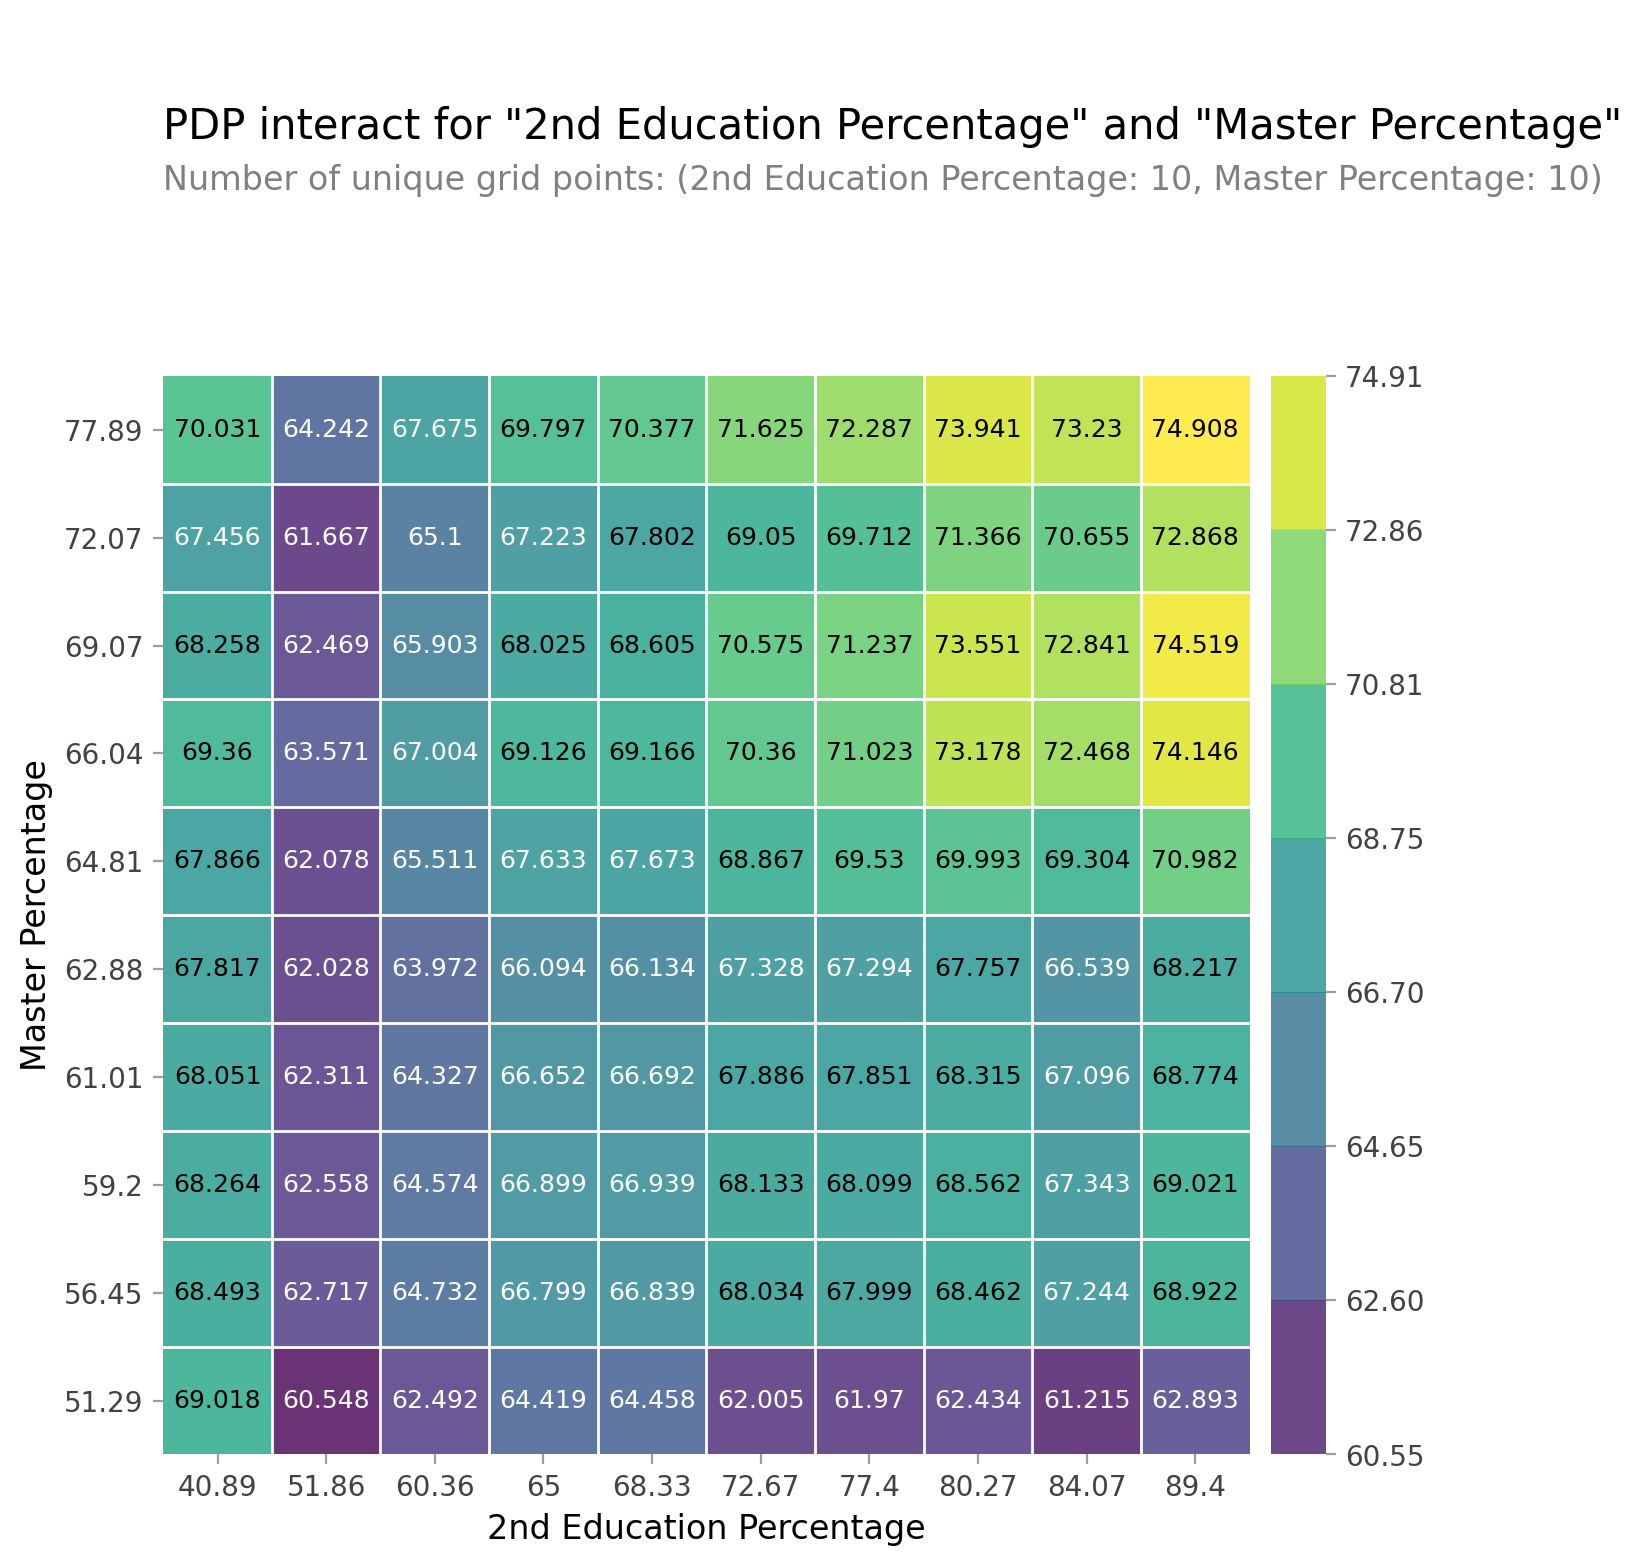 PDP interact for "2nd Education Percentage" and "Master Percentage"
Number of unique grid points: (2nd Education Percentage: 10, Master Percentage: 10)
74.91
77.89 70.031 64.242 67.675 69.797 70.377 71.625 72.287 73.941 73.23 74.908
72.07 67.456 61.667 65.1 67.223 67.802 69.05 69.712 71.366 70.655 72.868 72.86
69.07 68.258 62.469 65.903 68.025 68.605 70.575 71.237 73.551 72.841 74.519
70.81
66.04 69.36 63.571 67.004 69.126 69.166 70.36 71.023 73.178 72.468 74.146
68.75
64.81 67.866 62.078 65.511 67.633 67.673 68.867 69.53 69.993 69.304 70.982
62.88 67.817 62.028 63.972 66.094 66.134 67.328 67.294 67.757 66.539 68.217
66.70
61.01 68.051 62.311 64.327 66.652 66.692 67.886 67.851 68.315 67.096 68.774
64.65
59.2 68.264 62.558 64.574 66.899 66.939 68.133 68.099 68.562 67.343 69.021
56.45 68.493 62.717 64.732 66.799 66.839 68.034 67.999 68.462 67.244 68.922
62.60
51.29 69.018 60.548 62.492 64.419 64.458 62.005 61.97 62.434 61.215 62.893
60.55
40.89 51.86 60.36 65 68.33 72.67 77.4 80.27 84.07 89.4
2nd Education Percentage
Master Percentage